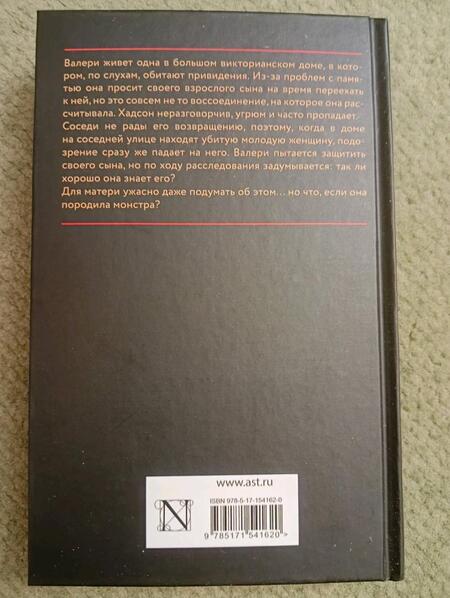 Валери живет одна в большом викторианском доме, в кото-
ром, по слухам, обитают привидения. Из-за проблем с памя-
тью она просит своего взрослого сына на время переехать
к ней, но это совсем не то воссоединение, на которое она рас-
считывала. Хадсон неразговорчив, угрюм и часто пропадает.
Соседи не рады его возвращению, поэтому, когда в доме
на соседней улице находят убитую молодую женщину, подо-
зрение сразу же падает на него. Валери пытается защитить
своего сына, но по ходу расследования задумывается: так ли
хорошо она знает его?
Для матери ужасно даже подумать об этом... но что, если она
породила монстра?
www.ast.ru
ISBN 978-5-17-154162-0
N
9 785171 541620>